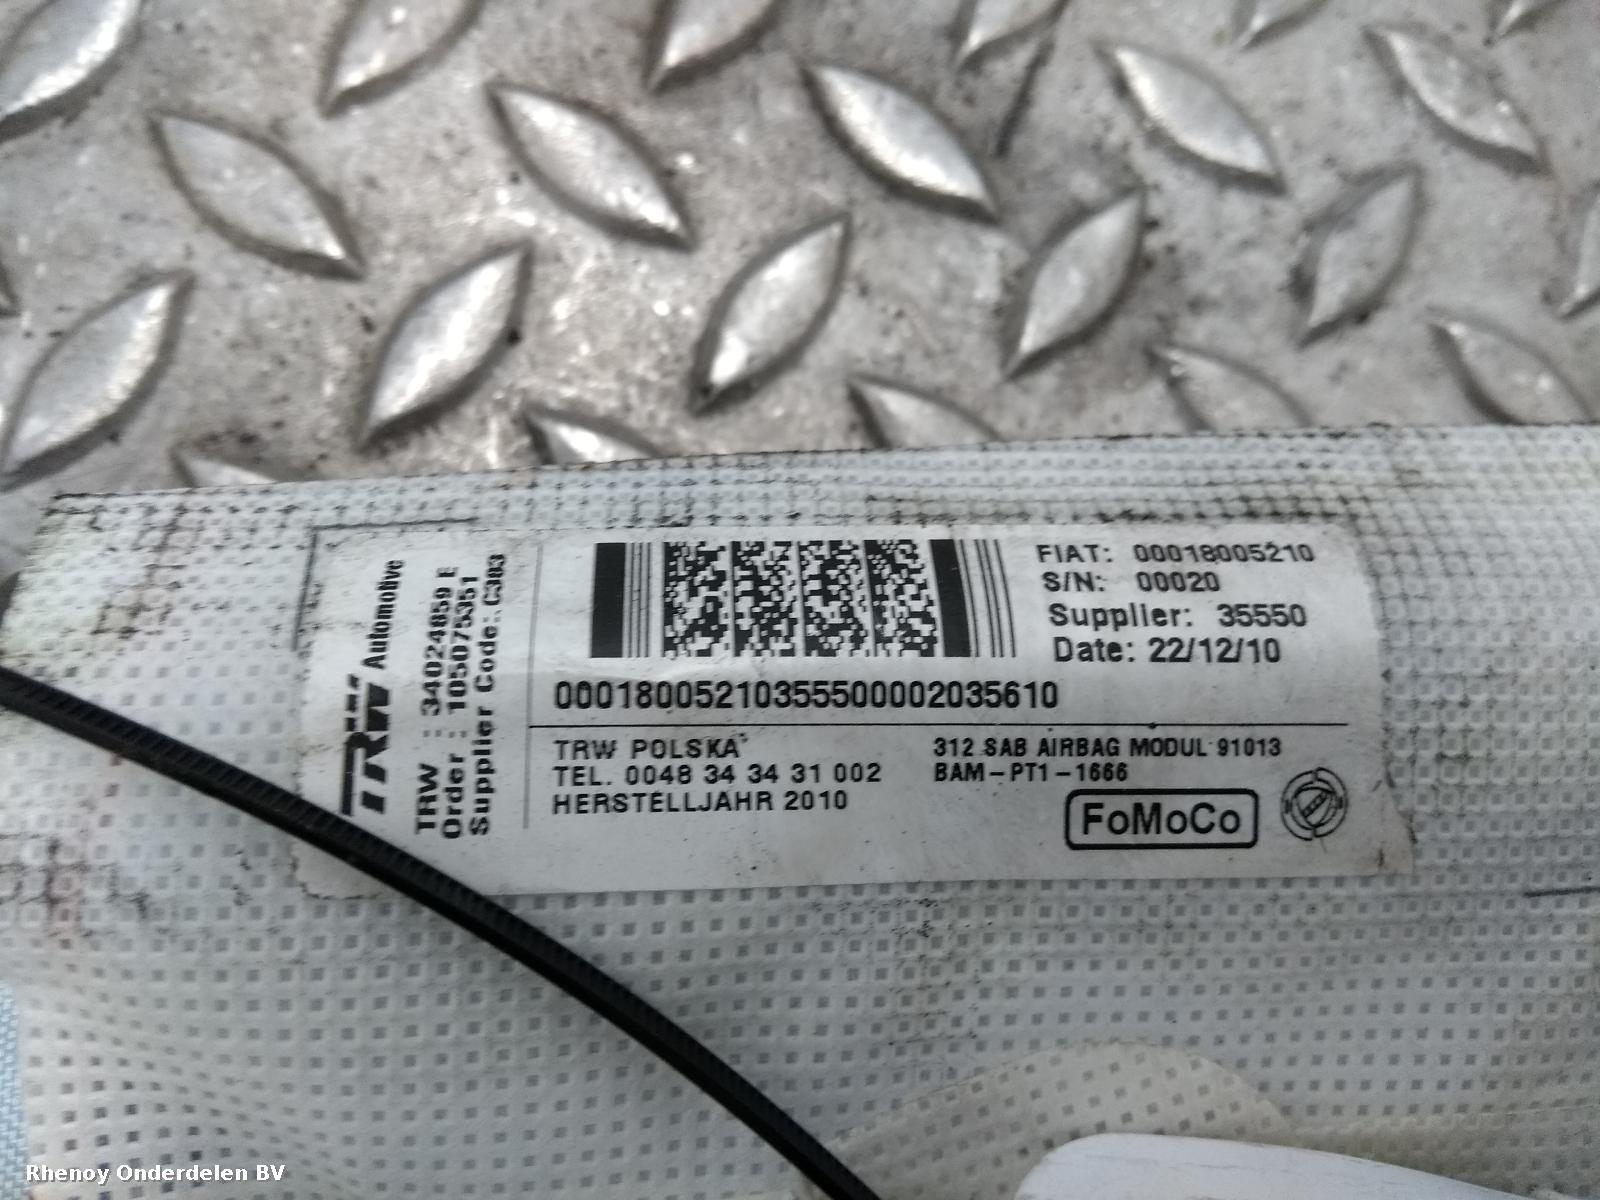 TRW Automotive
TRW : 34024859 E
Order : 105075351
Supplier Code: C383
FIAT: 00018005210
S/N: 00020
Supplier: 35550
Date: 22/12/10
00018005210355500002035610
TRW POLSKA
TEL. 0048 34 34 31 002
HERSTELLJAHR 2010
312 SAB AIRBAG MODUL 91013
BAM-PT1-1666
FoMoCo
Rhenoy Onderdelen BV